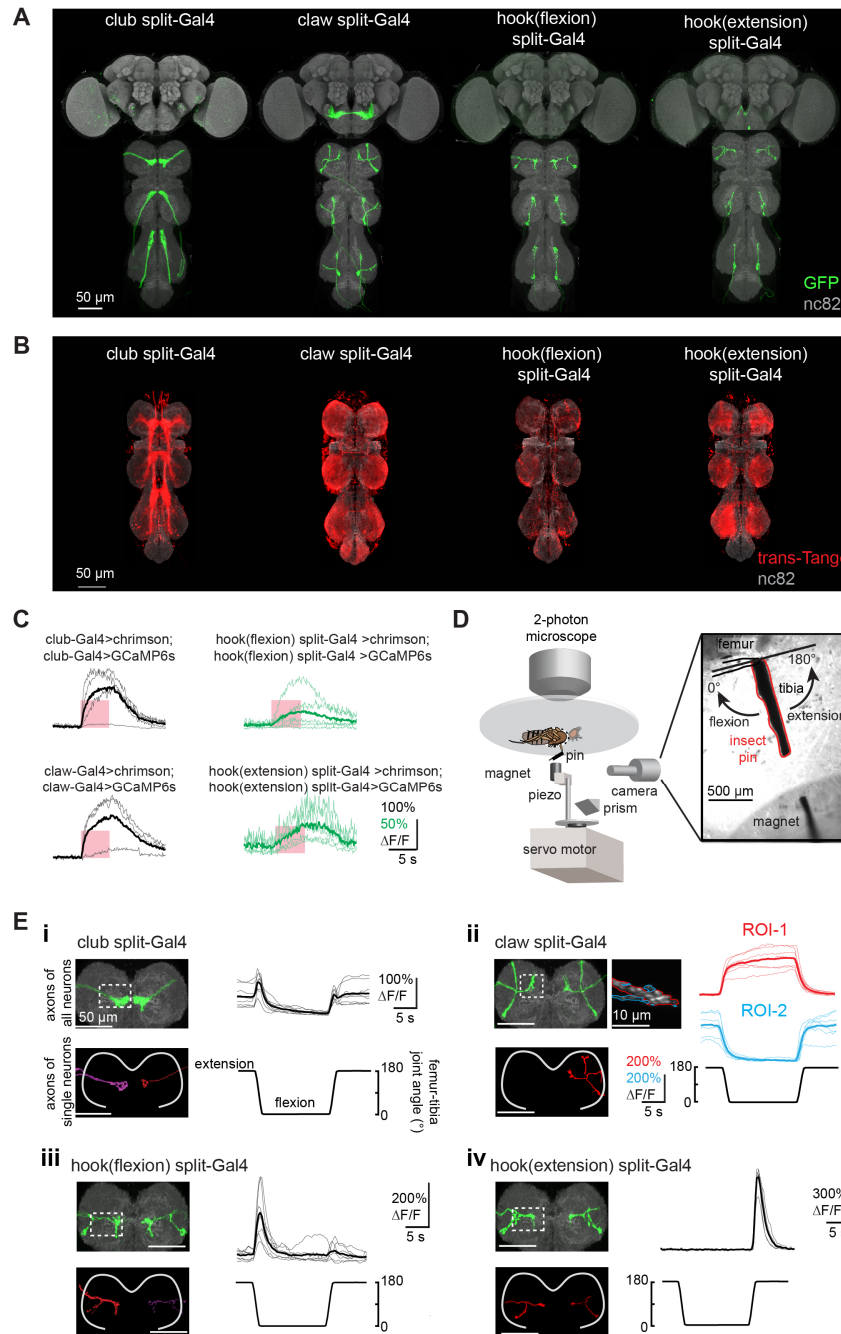 A
club split-Gal4
claw split-Gal4
hook(flexion)
split-Gal4
hook(extension)
split-Gal4
50 µm
GFP
nc82
B
club split-Gal4
claw split-Gal4
hook(flexion)
split-Gal4
hook(extension)
split-Gal4
50 µm
trans-Tang
nc82
C
club-Gal4>chrimson;
club-Gal4>GCaMP6s
hook(flexion) split-Gal4 >chrimson;
hook(flexion) split-Gal4 >GCaMP6s
claw-Gal4>chrimson;
claw-Gal4>GCaMP6s
hook(extension) split-Gal4 >chrimson;
hook(extension) split-Gal4>GCaMP6s
100%
50%
ΔF/F
5 s
D
2-photon
microscope
pin
magnet
piezo
camera
prism
servo motor
femur
180°
0°
tibia
flexion
extension
insect
pin
500 µm
magnet
E
i
club split-Gal4
axons of
all neurons
50 µm
100%
ΔF/F
5 s
axons of
single neurons
extension
flexion
180
0
femur-tibia
joint angle (°)
ii
claw split-Gal4
10 µm
ROI-1
ROI-2
200%
200%
ΔF/F
5 s
180
0
iii
hook(flexion) split-Gal4
200%
ΔF/F
5 s
180
0
iv
hook(extension) split-Gal4
300%
ΔF/F
5
180
0